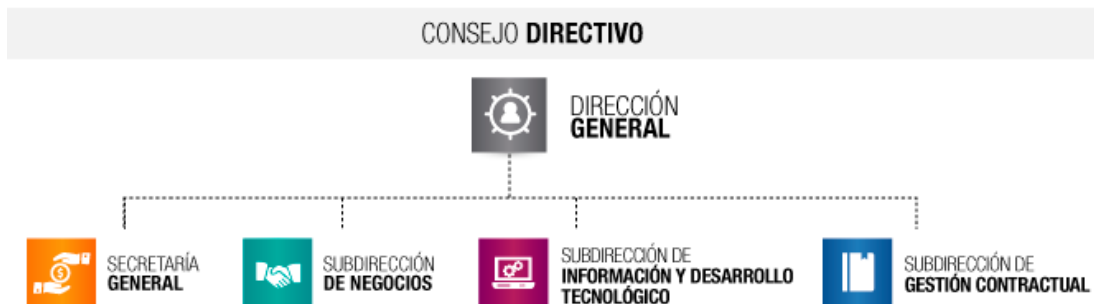 CONSEJO DIRECTIVO
DIRECCIÓN
GENERAL
SECRETARÍA
GENERAL
SUBDIRECCIÓN
DE NEGOCIOS
SUBDIRECCIÓN DE
INFORMACIÓN Y DESARROLLO
TECNOLÓGICO
SUBDIRECCIÓN DE
GESTIÓN CONTRACTUAL